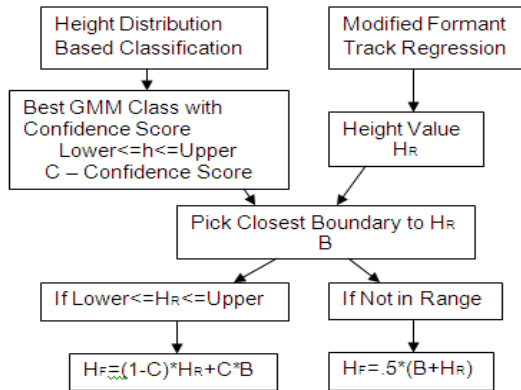 Height Distribution
Based Classification
Modified Formant
Track Regression
Best GMM Class with
Confidence Score
Lower<=h<=Upper
C – Confidence Score
Height Value
HR
Pick Closest Boundary to HR
B
If Lower<=HR<=Upper
If Not in Range
HF=(1-C)*HR+C*B
HF=.5*(B+HR)